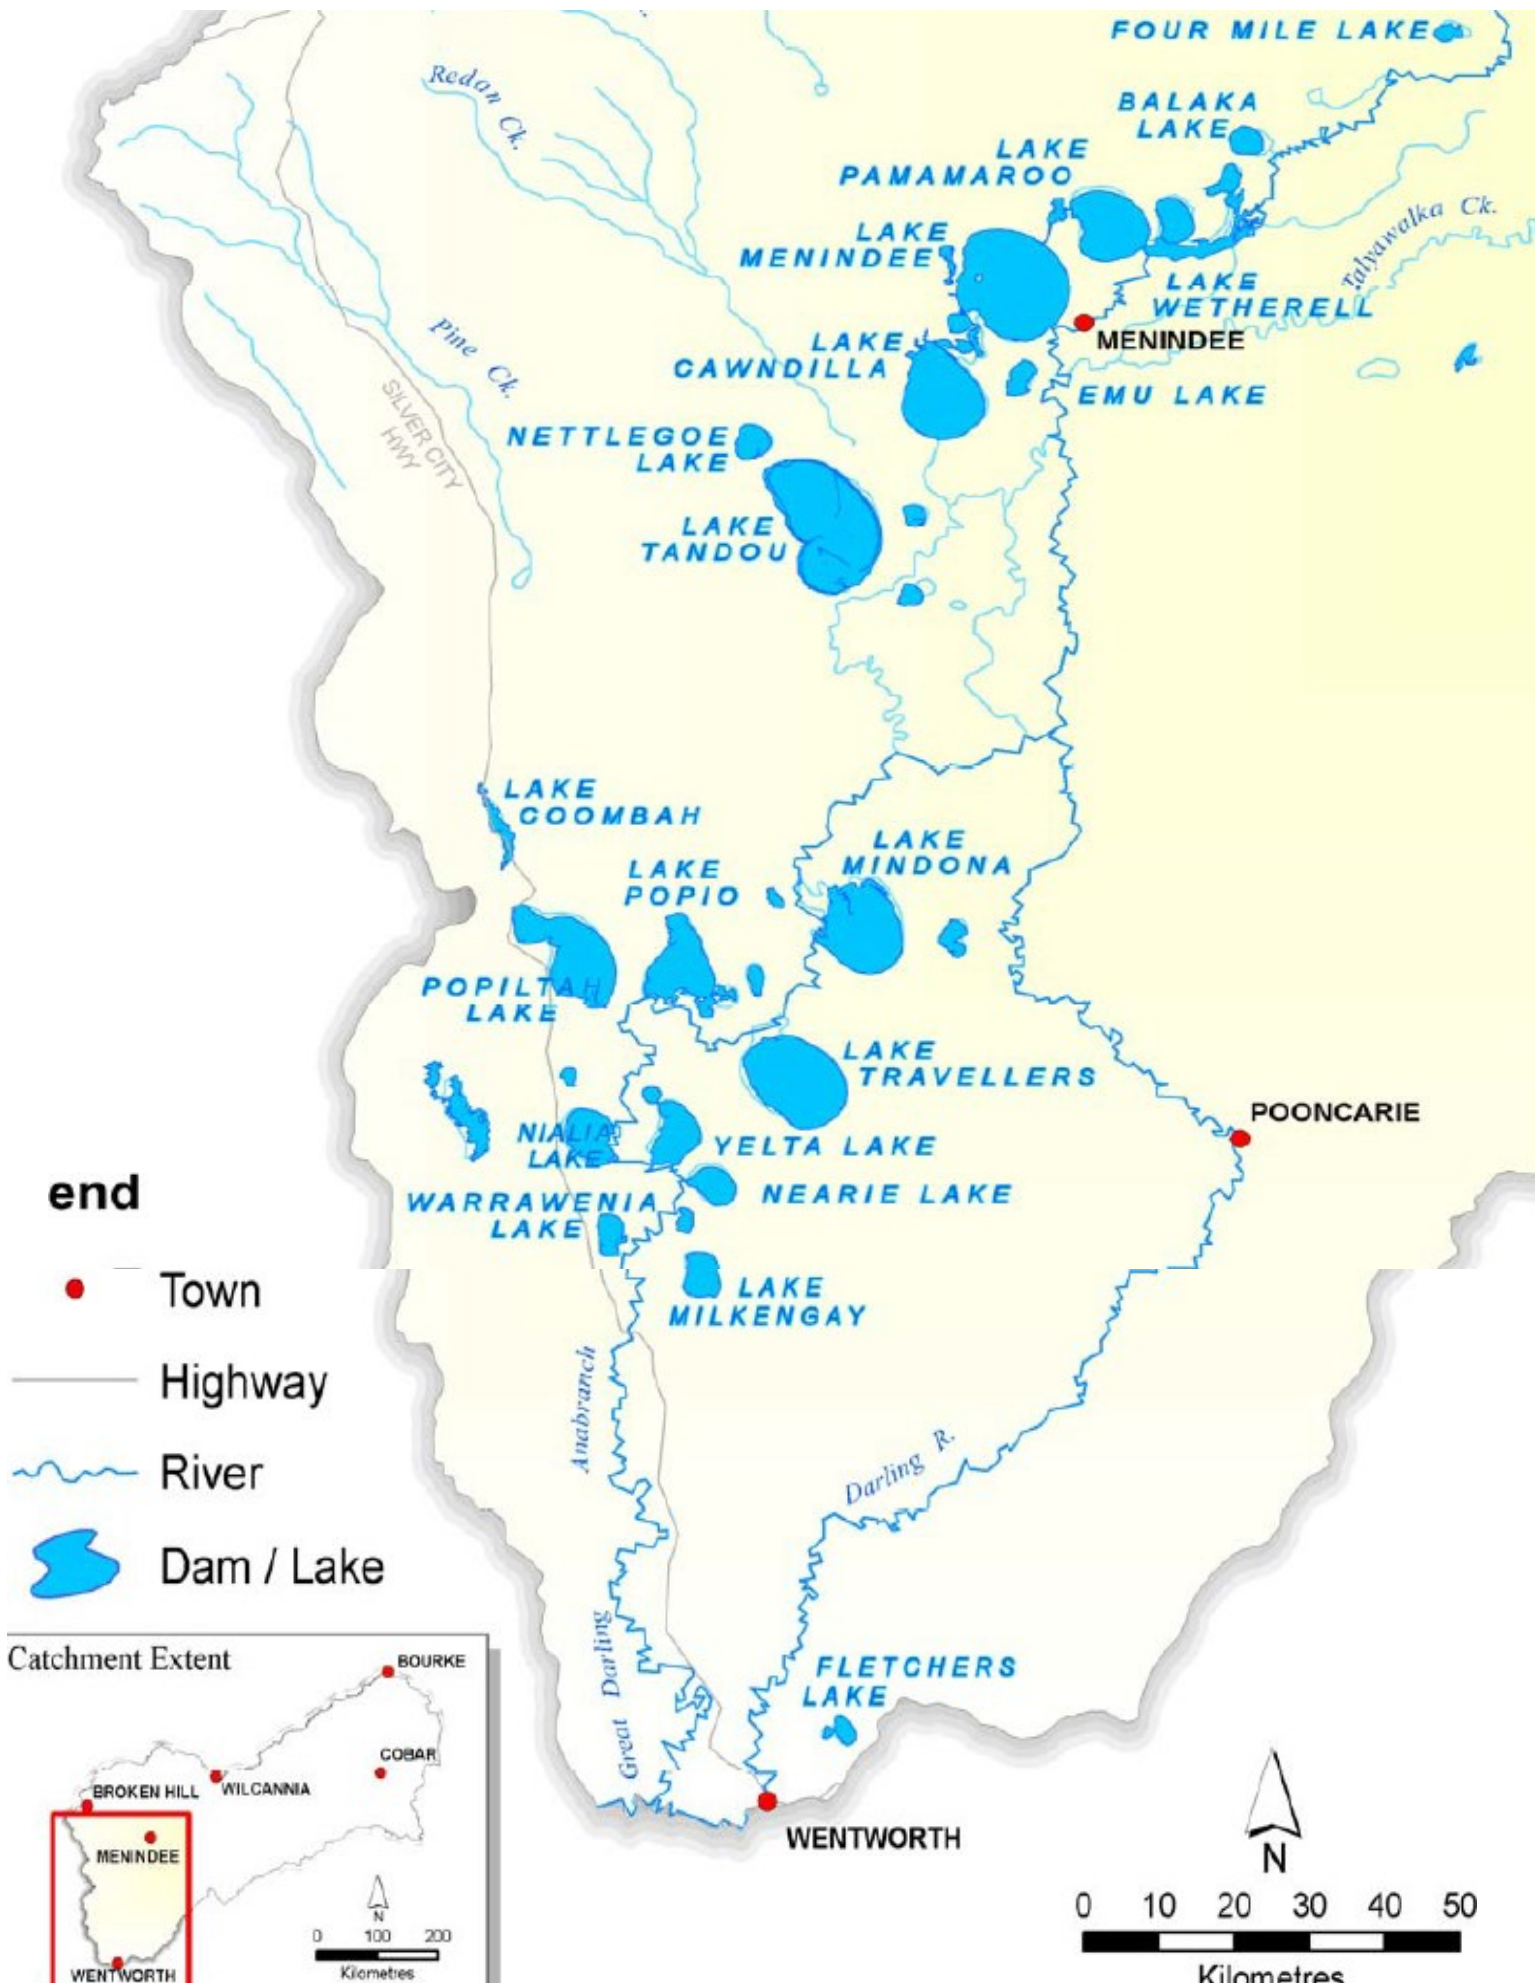 FOUR MILE LAKE
Redan Ck.
BALAKA
LAKE
LAKE
PAMAMAROO
Talyawalka Ck.
LAKE
MENINDEE
LAKE
WETHERELL
MENINDEE
Pine Ck.
LAKE
CAWNDILLA
SILVER CITY
HWY
EMU LAKE
NETTLEGOE
LAKE
LAKE
TANDOU
LAKE
COOMBAH
LAKE
MINDONA
LAKE
POPIO
POPILTAH
LAKE
LAKE
TRAVELLERS
POONCARIE
NIALIA
LAKE
YELTA LAKE
NEARIE LAKE
WARRAWENIA
LAKE
LAKE
MILKENGAY
end
Town
Highway
River
Dam / Lake
Great Darling Anabranch
Darling R.
FLETCHERS
LAKE
WENTWORTH
Catchment Extent
BOURKE
COBAR
BROKEN HILL
WILCANNIA
MENINDEE
WENTWORTH
N
0 100 200
Kilometres
N
0 10 20 30 40 50
Kilometres